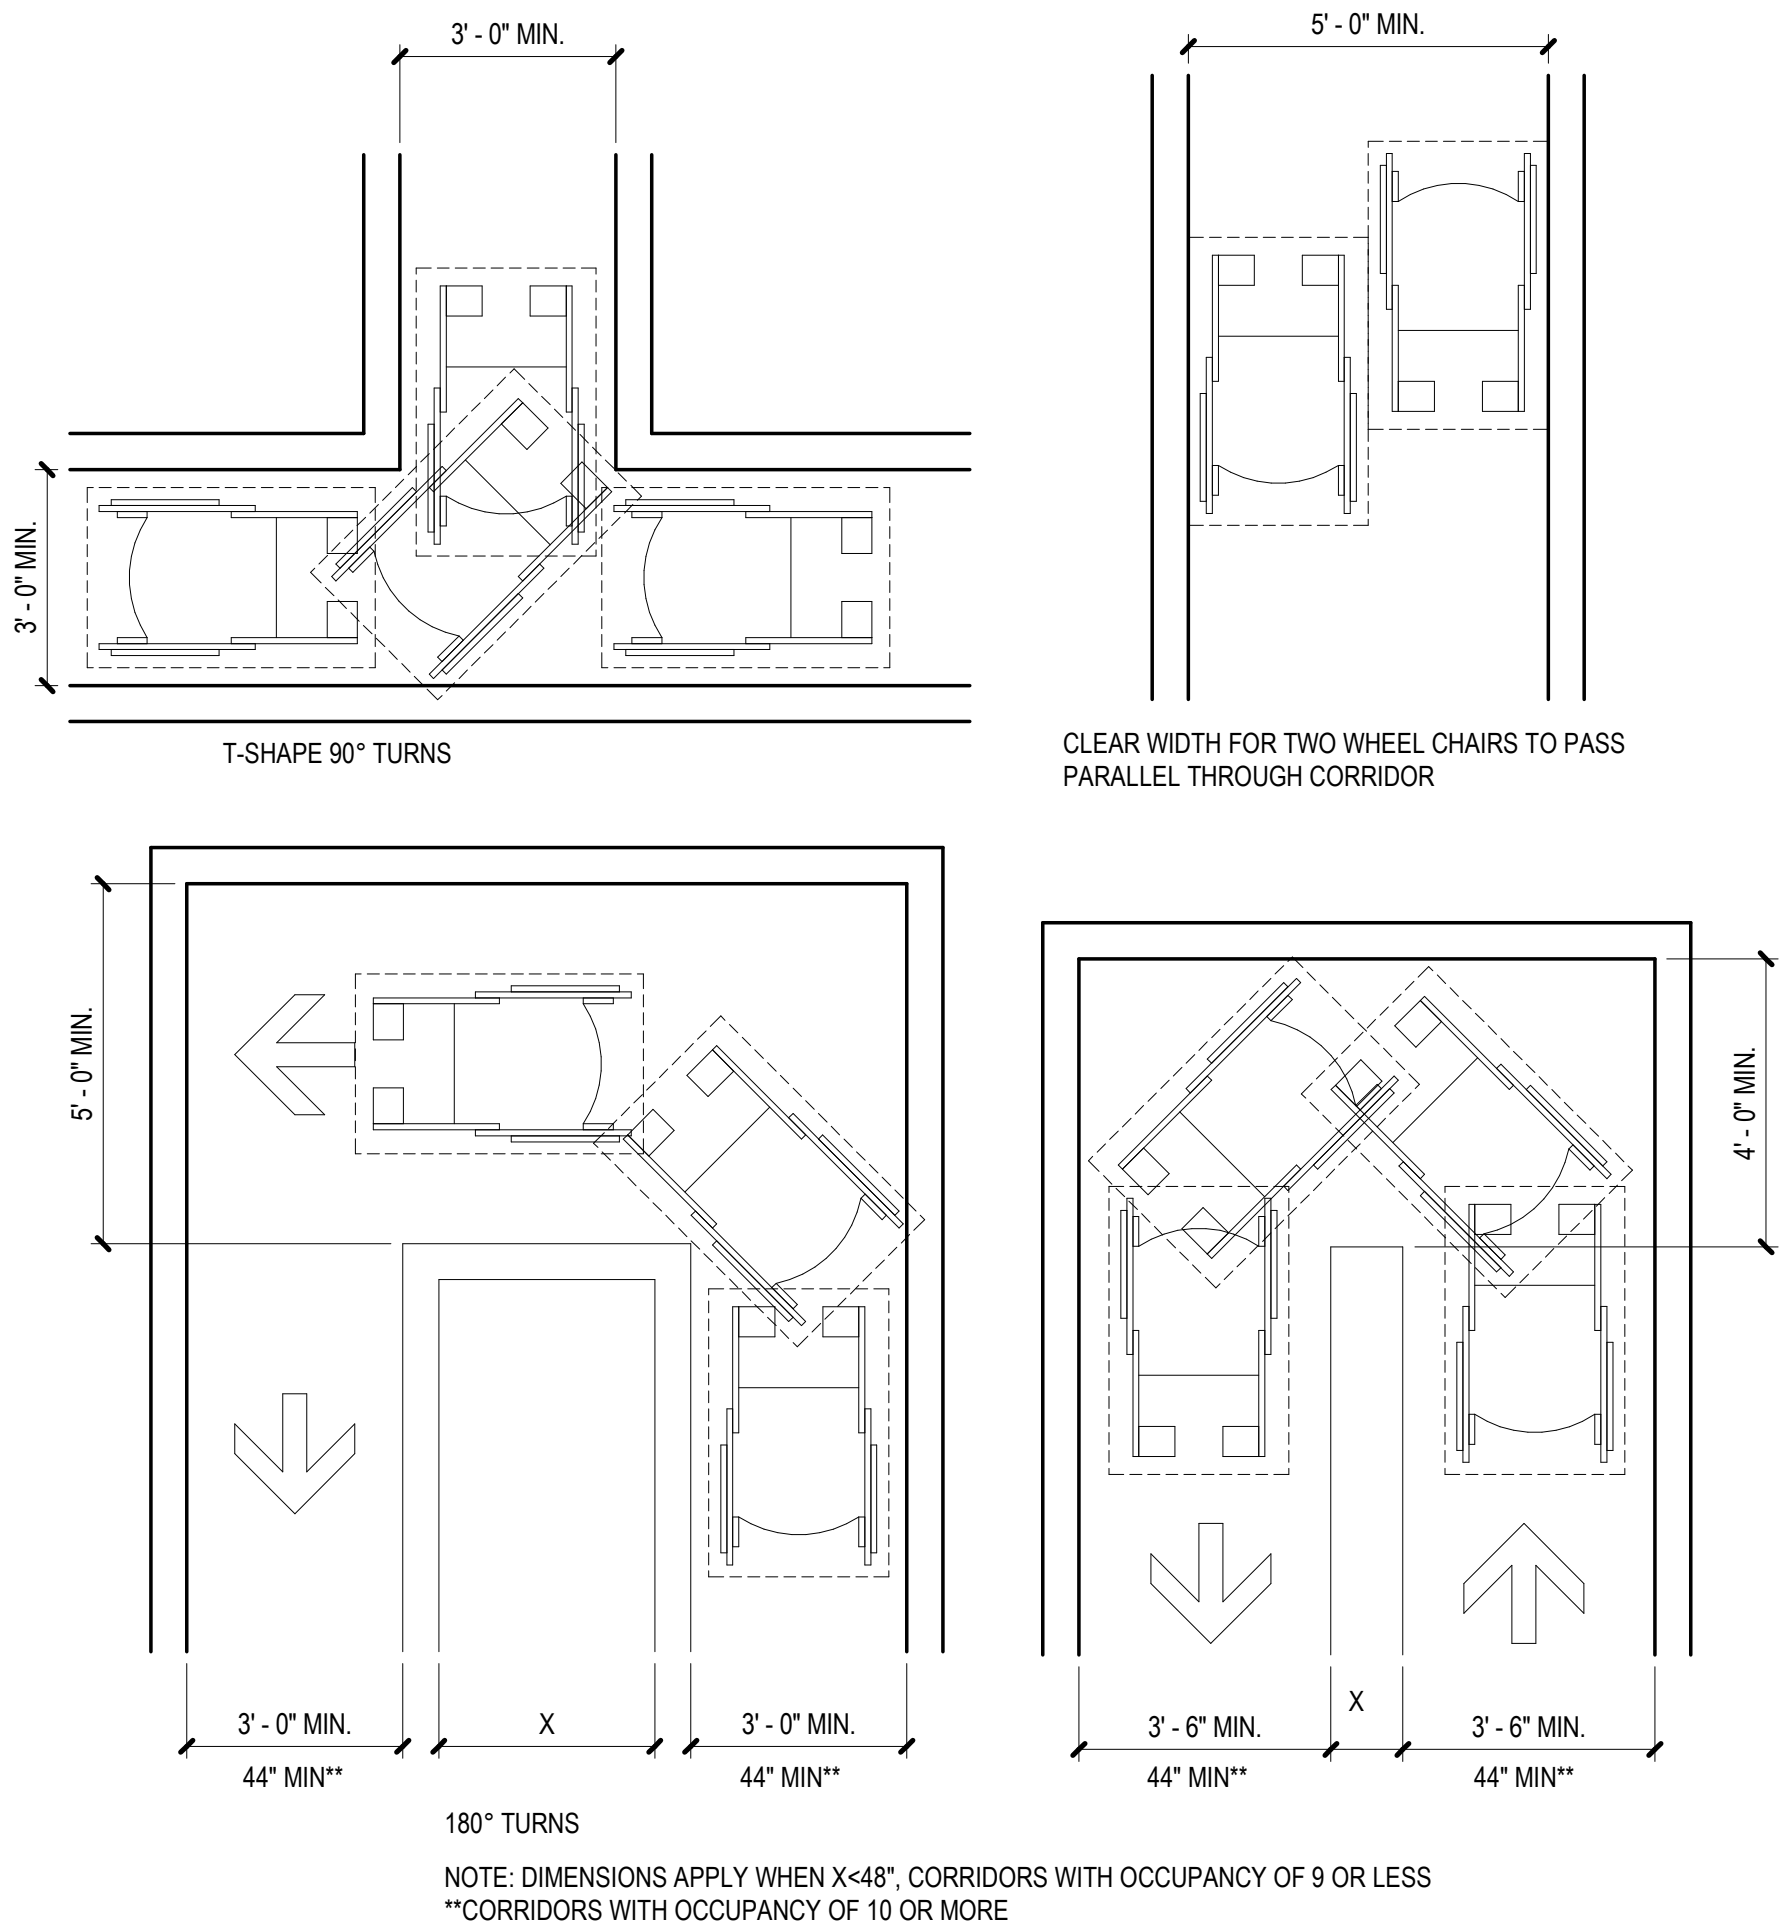 3' - 0" MIN.
5' - 0" MIN.
3' - 0" MIN.
T-SHAPE 90° TURNS
CLEAR WIDTH FOR TWO WHEEL CHAIRS TO PASS
PARALLEL THROUGH CORRIDOR
5' - 0" MIN.
4' - 0" MIN.
3' - 0" MIN.
X
3' - 0" MIN.
44" MIN**
44" MIN**
3' - 6" MIN.
X
3' - 6" MIN.
44" MIN**
44" MIN**
180° TURNS
NOTE: DIMENSIONS APPLY WHEN X<48", CORRIDORS WITH OCCUPANCY OF 9 OR LESS
**CORRIDORS WITH OCCUPANCY OF 10 OR MORE